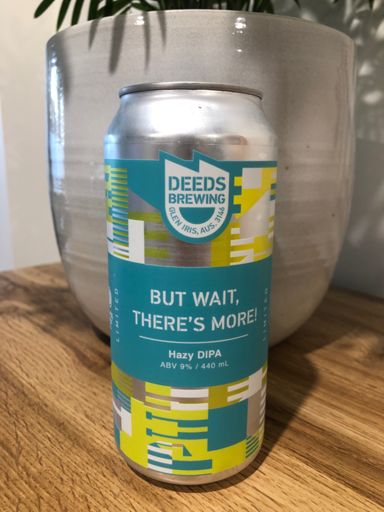 DEEDS
BREWING
GLEN IRIS, AUS. 3146
BUT WAIT,
THERE'S MORE!
Hazy DIPA
ABV 9% / 440 mL
LIMITED
LIMITED